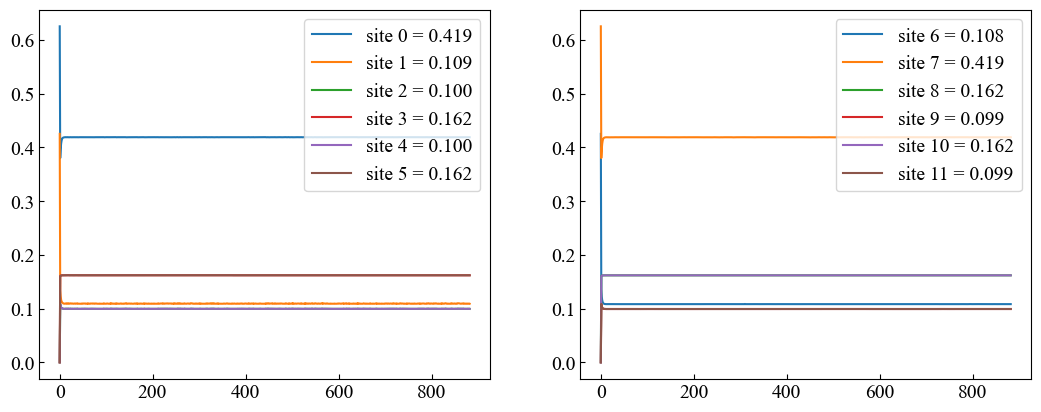 0.6
0.5
0.4
0.3
0.2
0.1
0.0
0 200 400 600 800
site 0 = 0.419
site 1 = 0.109
site 2 = 0.100
site 3 = 0.162
site 4 = 0.100
site 5 = 0.162
0.6
0.5
0.4
0.3
0.2
0.1
0.0
0 200 400 600 800
site 6 = 0.108
site 7 = 0.419
site 8 = 0.162
site 9 = 0.099
site 10 = 0.162
site 11 = 0.099